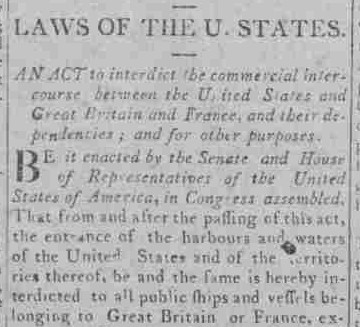 LAWS OF THE U. STATES.
AN ACT to interdict the commercial inter-
course between the United States and
Great Britain and France, and their de-
pendencies ; and for other purposes.
BE it enacted by the Senate and House
of Representatives of the United
States of America, in Congress assembled.
That from and after the paſſing of this act,
the entrance of the harbours and waters
of the United States and of the territo-
ries thereof, be and the ſame is hereby in-
terdicted to all public ſhips and veſſels be-
longing to Great Britain or France, ex-